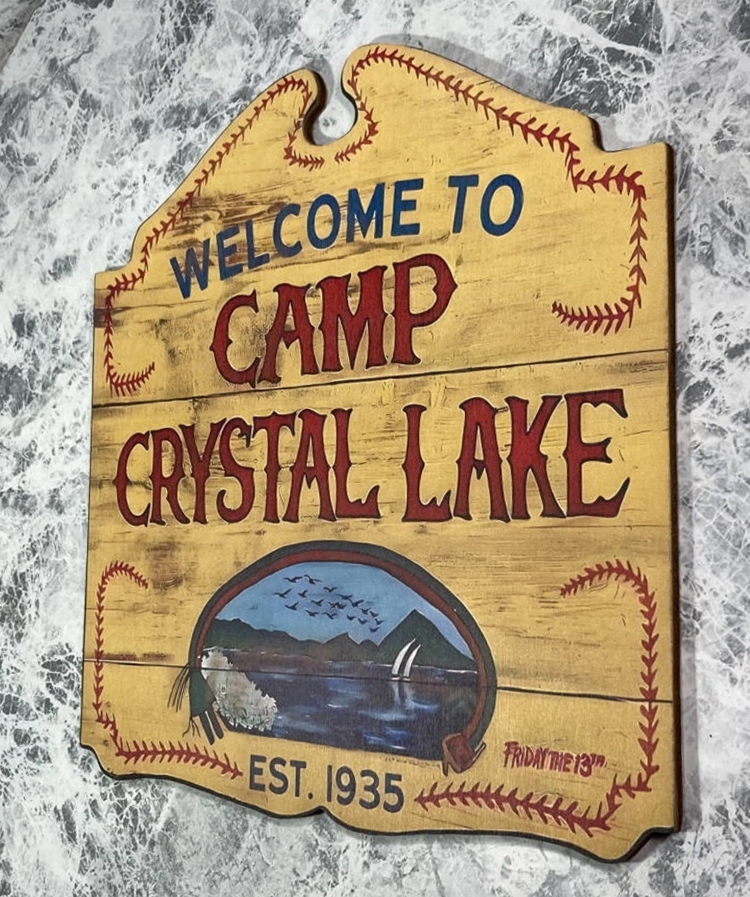 WELCOME TO
CAMP
CRYSTAL LAKE
FRIDAY THE 13TH
EST. 1935